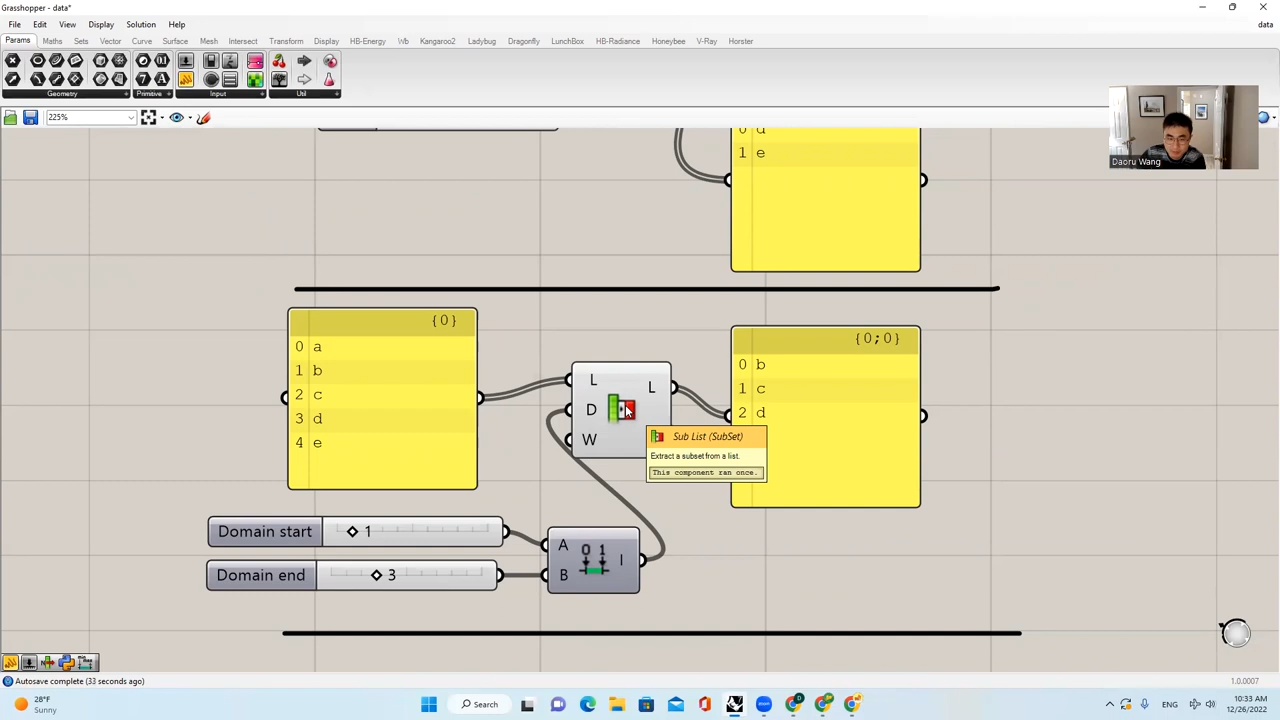 Grasshopper - data*
File Edit View Display Solution Help
data
Params Maths Sets Vector Curve Surface Mesh Intersect Transform Display HB-Energy Wb Kangaroo2 Ladybug Dragonfly LunchBox HB-Radiance Honeybee V-Ray Horster
Geometry Primitive Input Util
225%
Daoru Wang
0 d
1 e
{0}
0 a
1 b
2 c
3 d
4 e
L
D
W
L
{0;0}
0 b
1 c
2 d
Sub List (SubSet)
Extract a subset from a list.
This component ran once.
Domain start 1
Domain end 3
A
B
0 1
I
Autosave complete (33 seconds ago)
1.0.0007
28°F
Sunny
Search
ENG
10:33 AM
12/26/2022